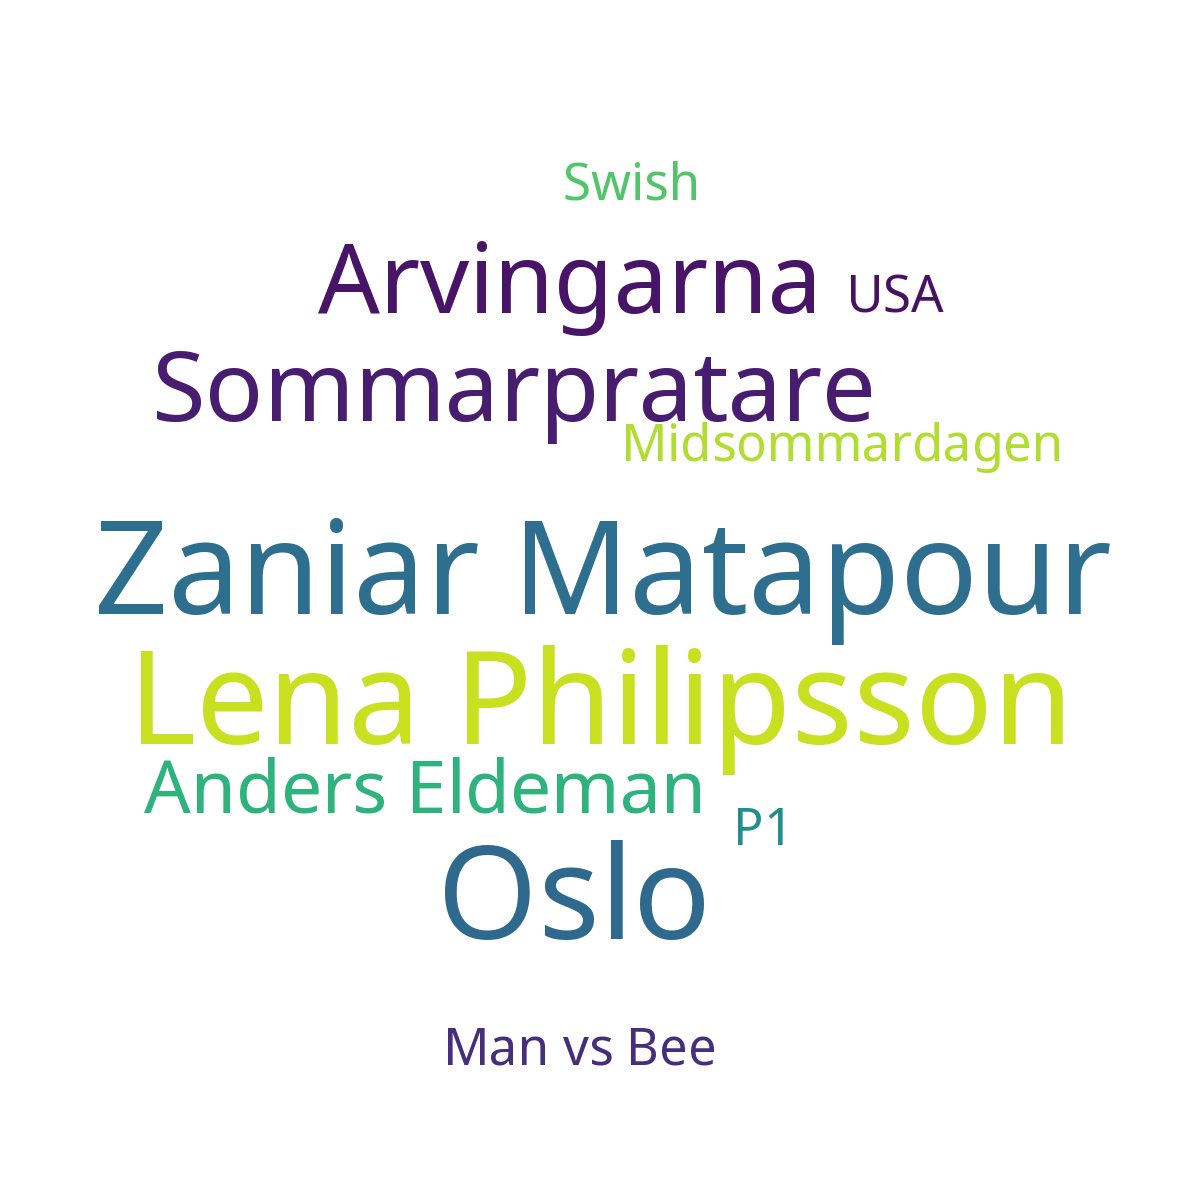 Swish
Arvingarna
USA
Sommarpratare
Midsommardagen
Zaniar Matapour
Lena Philipsson
Anders Eldeman
P1
Oslo
Man vs Bee